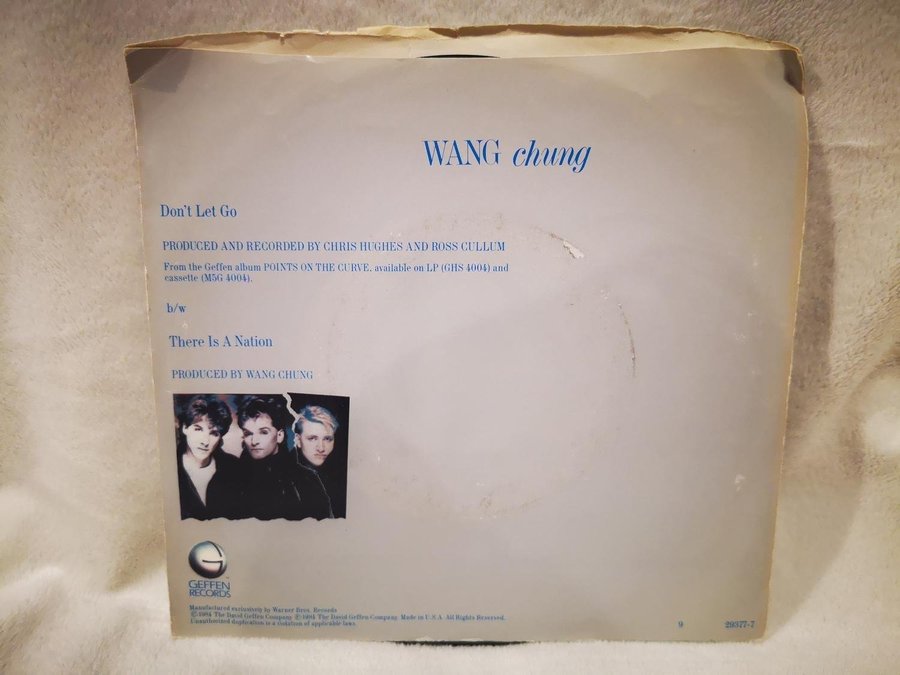 WANG chung
Don't Let Go
PRODUCED AND RECORDED BY CHRIS HUGHES AND ROSS CULLUM
From the Geffen album POINTS ON THE CURVE, available on LP (GHS 4004) and
cassette (M5G 4004).
b/w
There Is A Nation
PRODUCED BY WANG CHUNG
GEFFEN
RECORDS
Manufactured exclusively by Warner Bros. Records
©1984 The David Geffen Company ℗1984 The David Geffen Company. Made in U.S.A. All Rights Reserved.
Unauthorized duplication is a violation of applicable laws.
9 29377-7